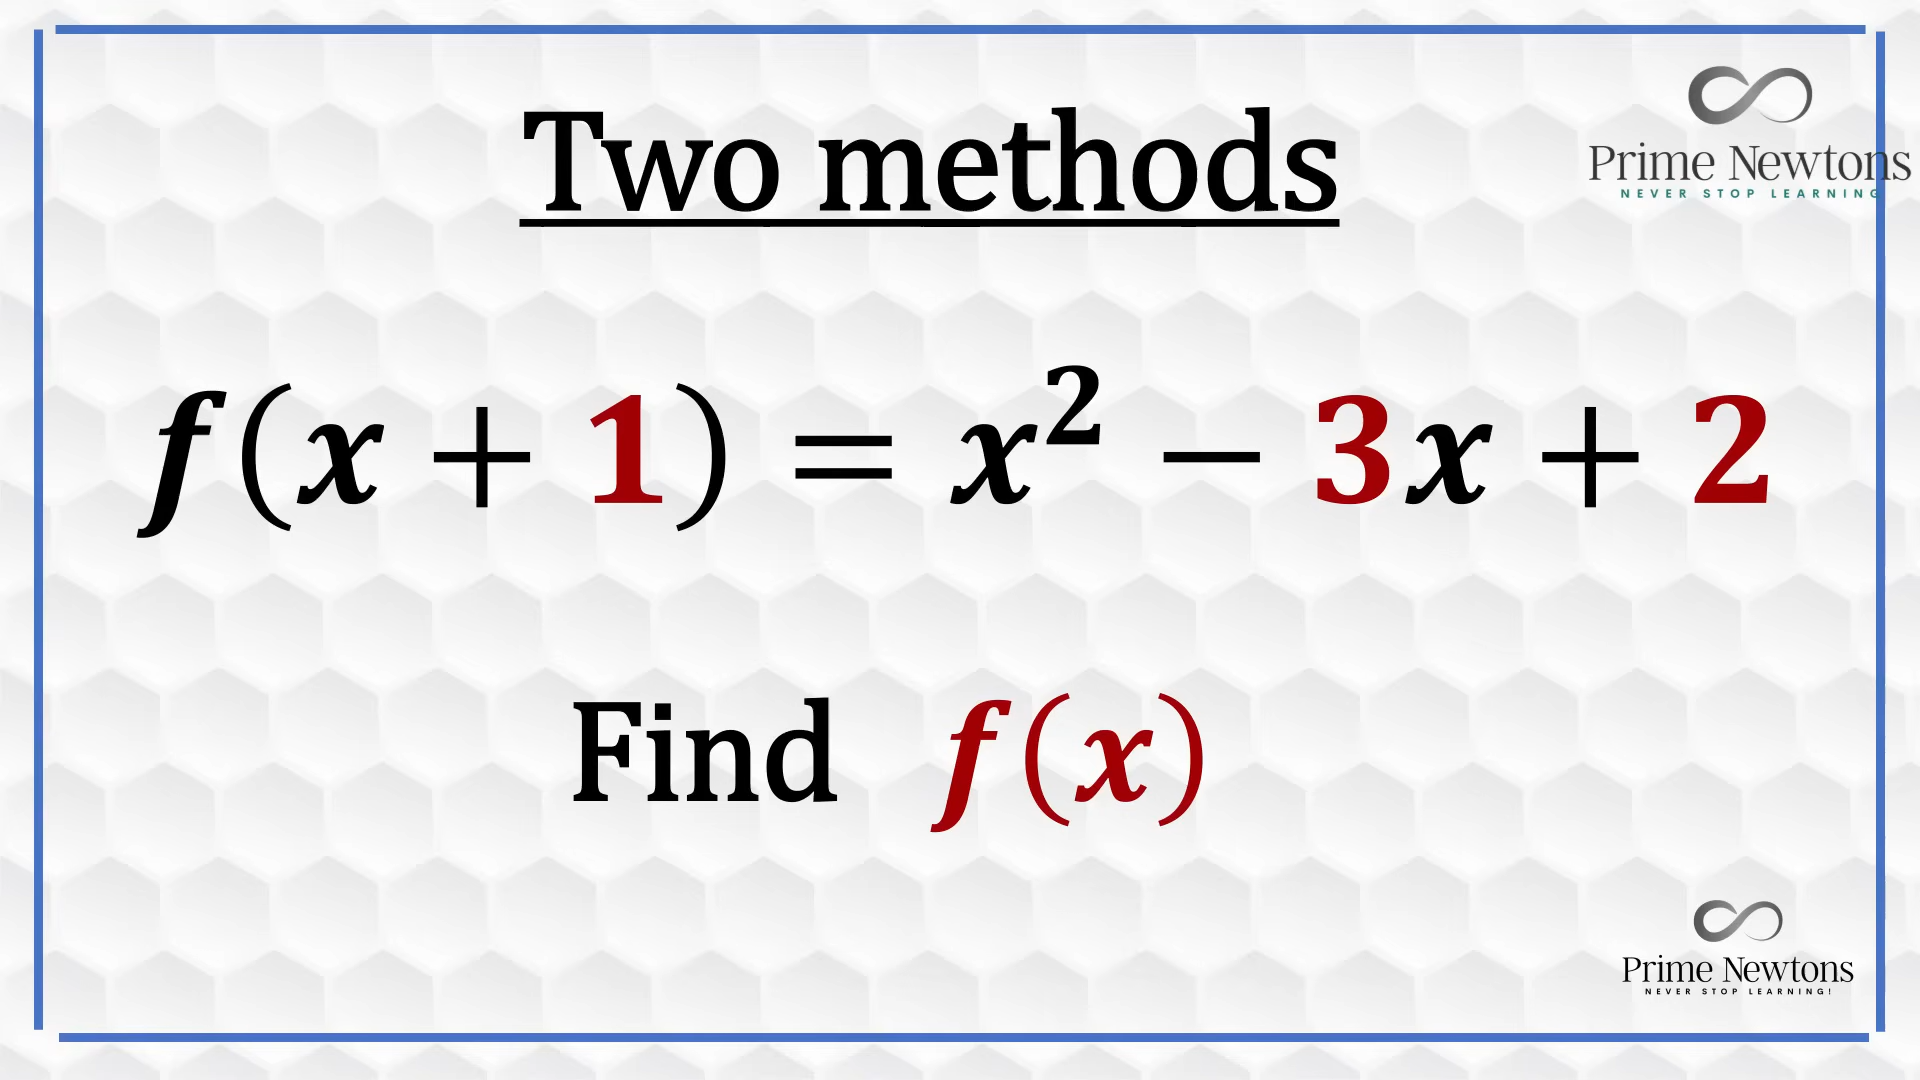 Two methods
Prime Newtons
NEVER STOP LEARNING
f(x + 1) = x² − 3x + 2
Find f(x)
Prime Newtons
NEVER STOP LEARNING!